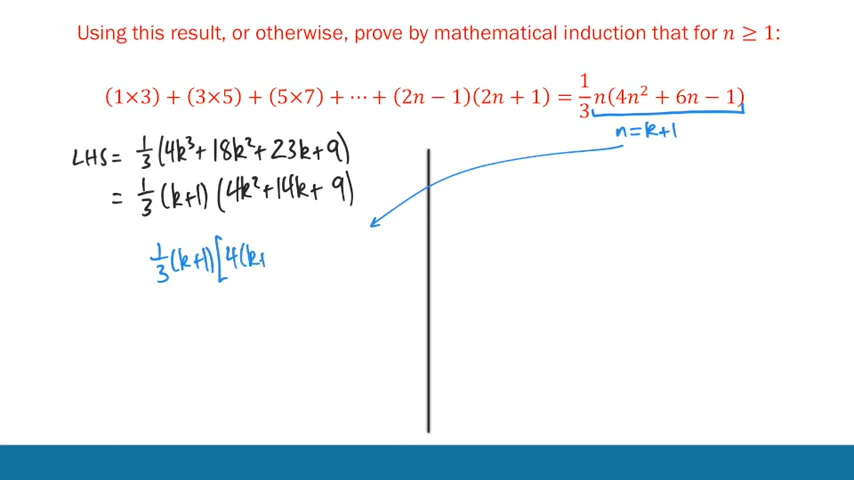 Using this result, or otherwise, prove by mathematical induction that for n ≥ 1:
(1×3) + (3×5) + (5×7) + ⋯ + (2n − 1)(2n + 1) = 1/3 n(4n² + 6n − 1)
n=k+1
LHS = 1/3 (4k³ + 18k² + 23k + 9)
= 1/3 (k+1) (4k² + 14k + 9)
1/3 (k+1) [4(k+